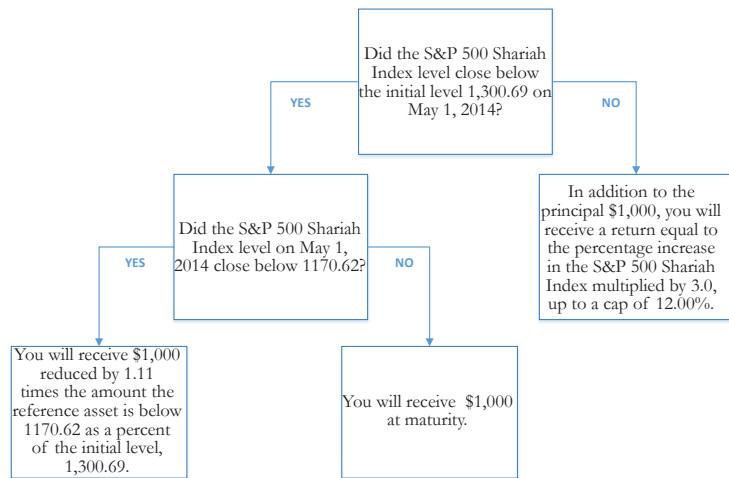 Did the S&P 500 Shariah
Index level close below
the initial level 1,300.69 on
May 1, 2014?
YES
NO
Did the S&P 500 Shariah
Index level on May 1,
2014 close below 1170.62?
In addition to the
principal $1,000, you will
receive a return equal to
the percentage increase
in the S&P 500 Shariah
Index multiplied by 3.0,
up to a cap of 12.00%.
YES
NO
You will receive $1,000
reduced by 1.11
times the amount the
reference asset is below
1170.62 as a percent
of the initial level,
1,300.69.
You will receive $1,000
at maturity.